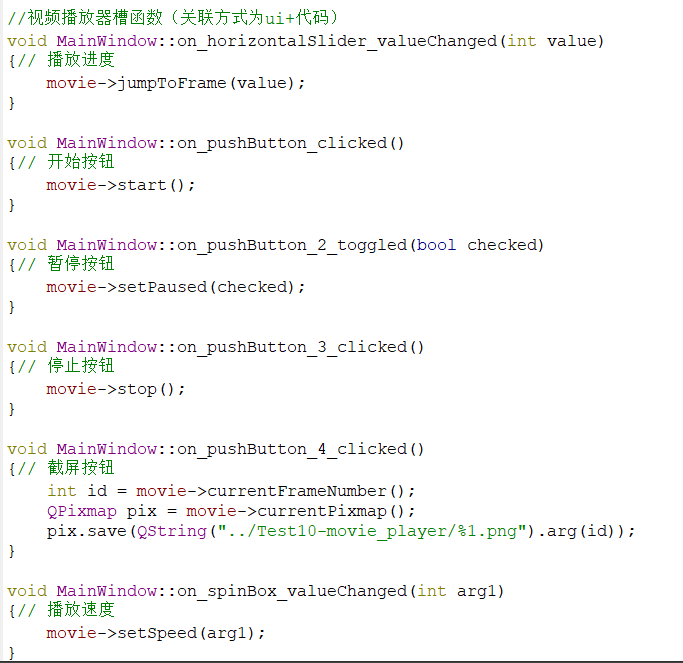 //视频播放器槽函数（关联方式为ui+代码）
void MainWindow::on_horizontalSlider_valueChanged(int value)
{// 播放进度
    movie->jumpToFrame(value);
}

void MainWindow::on_pushButton_clicked()
{// 开始按钮
    movie->start();
}

void MainWindow::on_pushButton_2_toggled(bool checked)
{// 暂停按钮
    movie->setPaused(checked);
}

void MainWindow::on_pushButton_3_clicked()
{// 停止按钮
    movie->stop();
}

void MainWindow::on_pushButton_4_clicked()
{// 截屏按钮
    int id = movie->currentFrameNumber();
    QPixmap pix = movie->currentPixmap();
    pix.save(QString("../Test10-movie_player/%1.png").arg(id));
}

void MainWindow::on_spinBox_valueChanged(int arg1)
{// 播放速度
    movie->setSpeed(arg1);
}